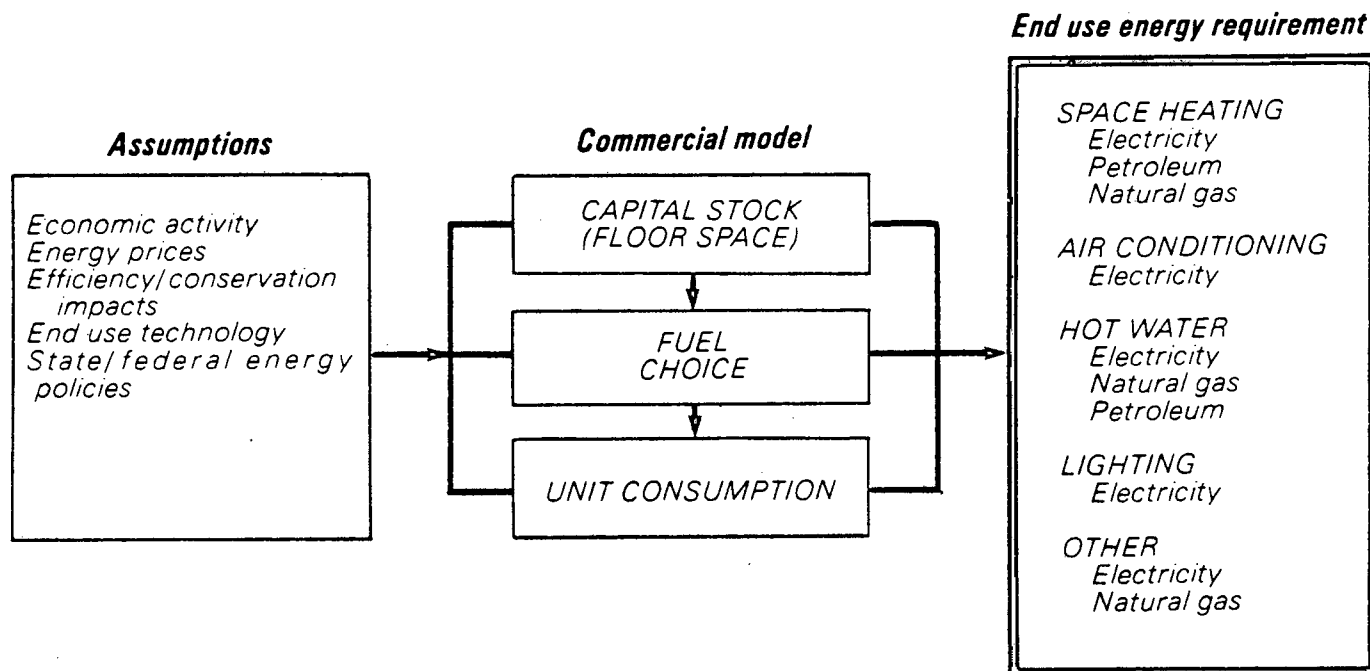 End use energy requirement
Assumptions
Economic activity
Energy prices
Efficiency/conservation
impacts
End use technology
State/federal energy
policies
Commercial model
CAPITAL STOCK
(FLOOR SPACE)
FUEL
CHOICE
UNIT CONSUMPTION
SPACE HEATING
Electricity
Petroleum
Natural gas
AIR CONDITIONING
Electricity
HOT WATER
Electricity
Natural gas
Petroleum
LIGHTING
Electricity
OTHER
Electricity
Natural gas